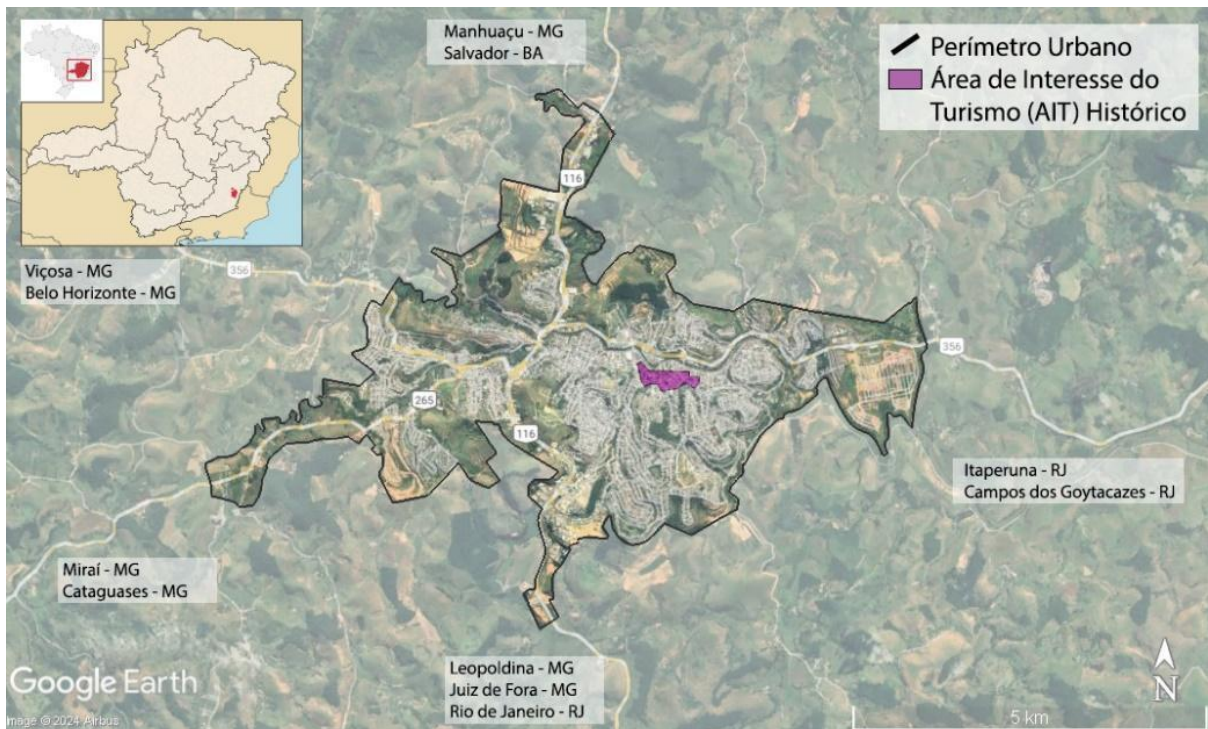 Manhuaçu - MG
Salvador - BA
Perímetro Urbano
Área de Interesse do
Turismo (AIT) Histórico
116
Viçosa - MG
Belo Horizonte - MG
356
356
265
116
Itaperuna - RJ
Campos dos Goytacazes - RJ
Miraí - MG
Cataguases - MG
Leopoldina - MG
Juiz de Fora - MG
Rio de Janeiro - RJ
N
Google Earth
Image © 2024 Airbus
5 km